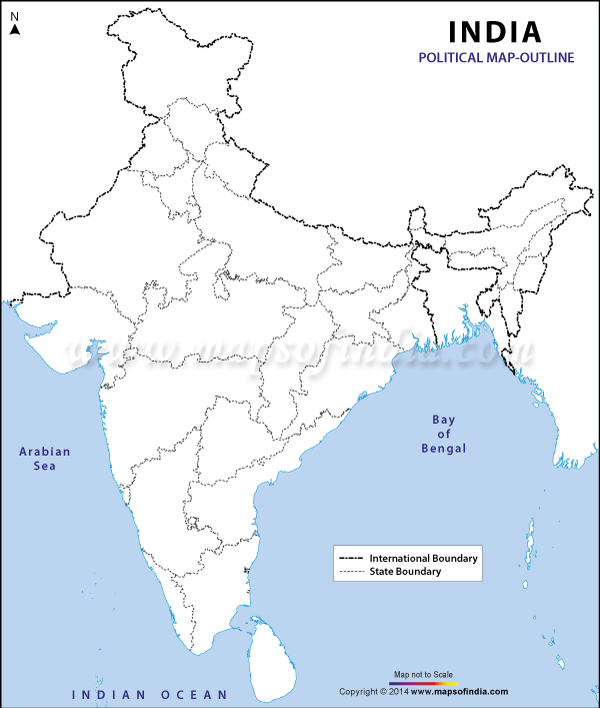 N
INDIA
POLITICAL MAP-OUTLINE
www.mapsofindia.com
Arabian
Sea
Bay
of
Bengal
International Boundary
State Boundary
Map not to Scale
Copyright © 2014 www.mapsofindia.com
INDIAN OCEAN